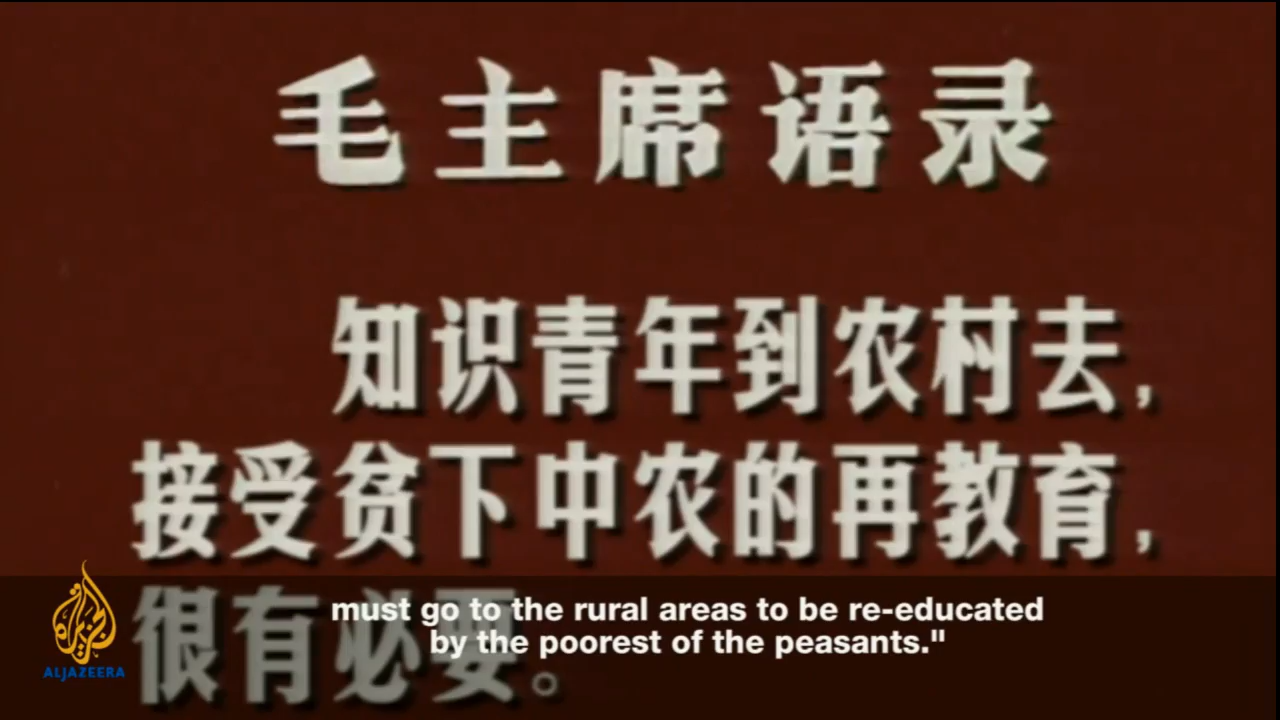 毛主席语录
知识青年到农村去，
接受贫下中农的再教育，
很有必要。
must go to the rural areas to be re-educated
by the poorest of the peasants."
الجزيرة
ALJAZEERA